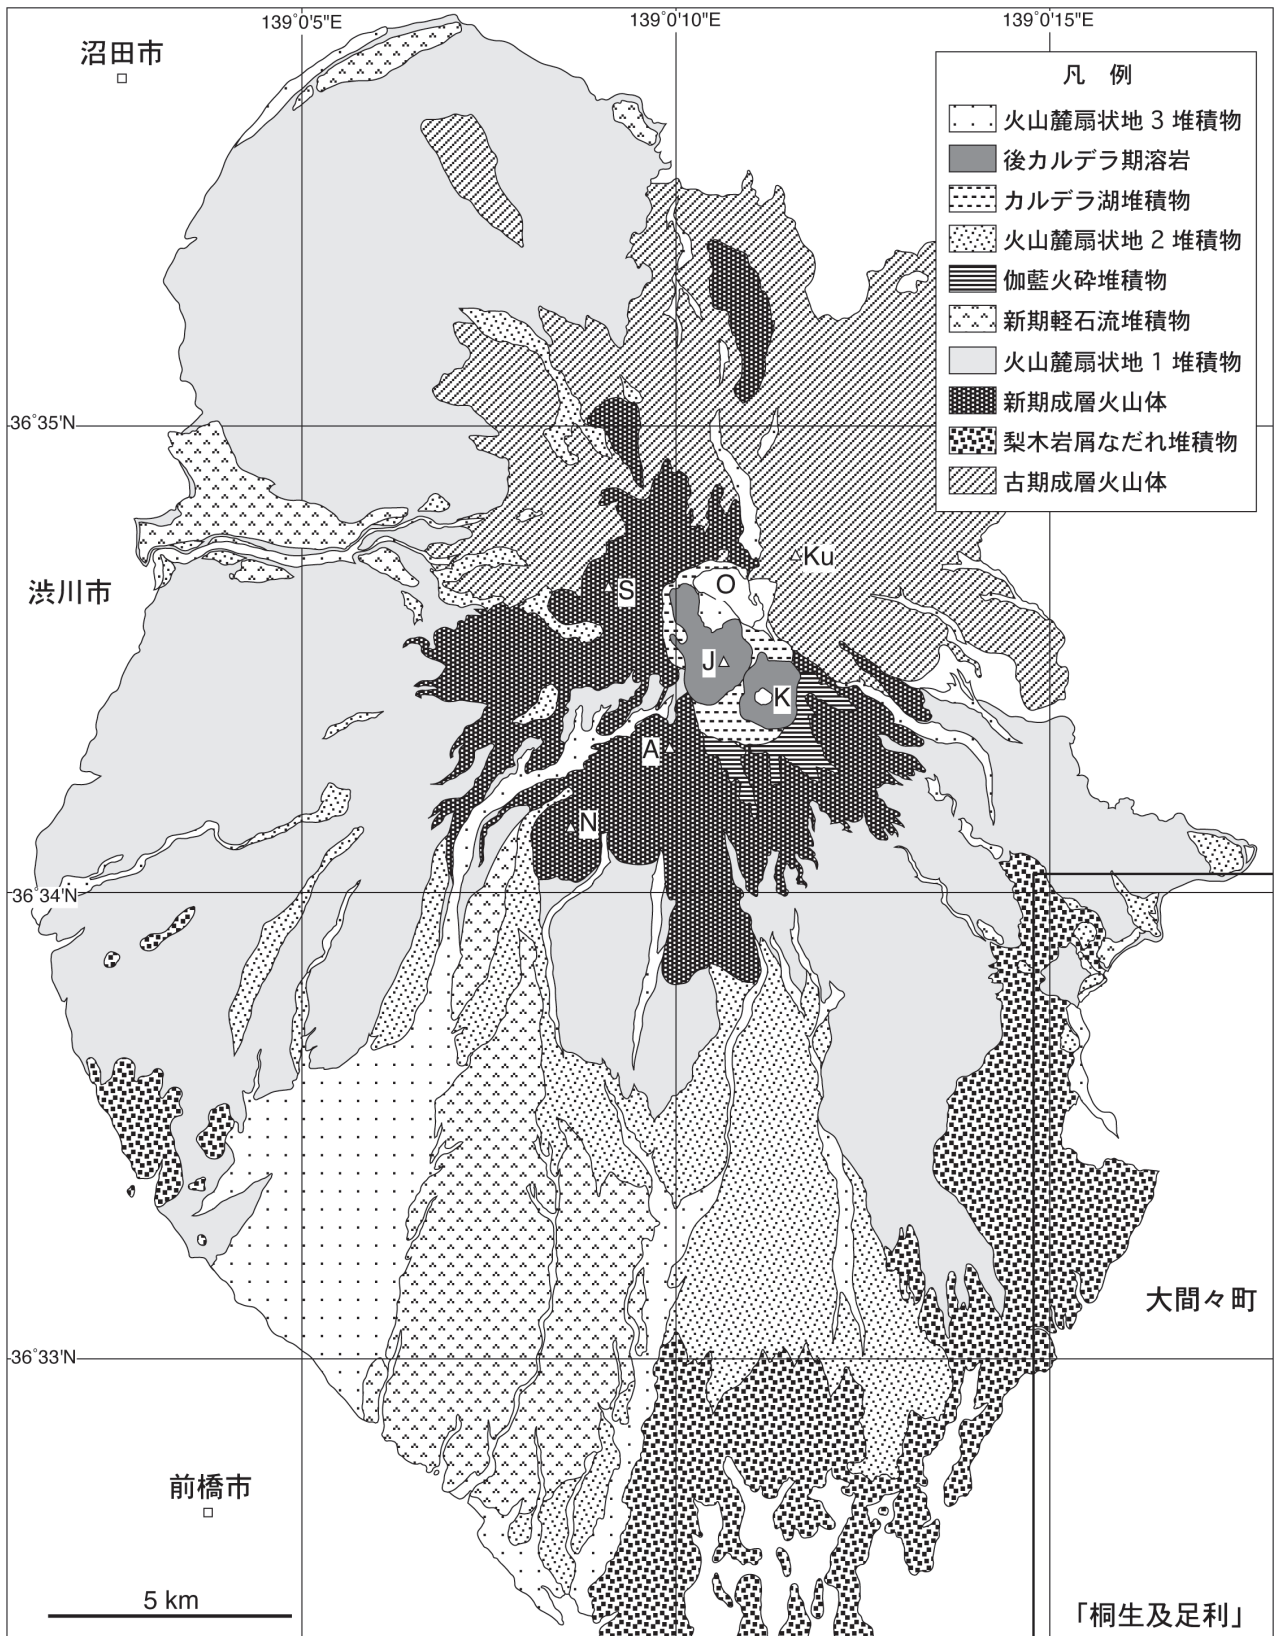 139˚0'5"E
139˚0'10"E
139˚0'15"E
沼田市
凡 例
火山麓扇状地 3 堆積物
後カルデラ期溶岩
カルデラ湖堆積物
火山麓扇状地 2 堆積物
伽藍火砕堆積物
新期軽石流堆積物
火山麓扇状地 1 堆積物
新期成層火山体
梨木岩屑なだれ堆積物
古期成層火山体
36˚35'N
Ku
渋川市
S
O
J
K
A
N
36˚34'N
大間々町
36˚33'N
前橋市
5 km
「桐生及足利」